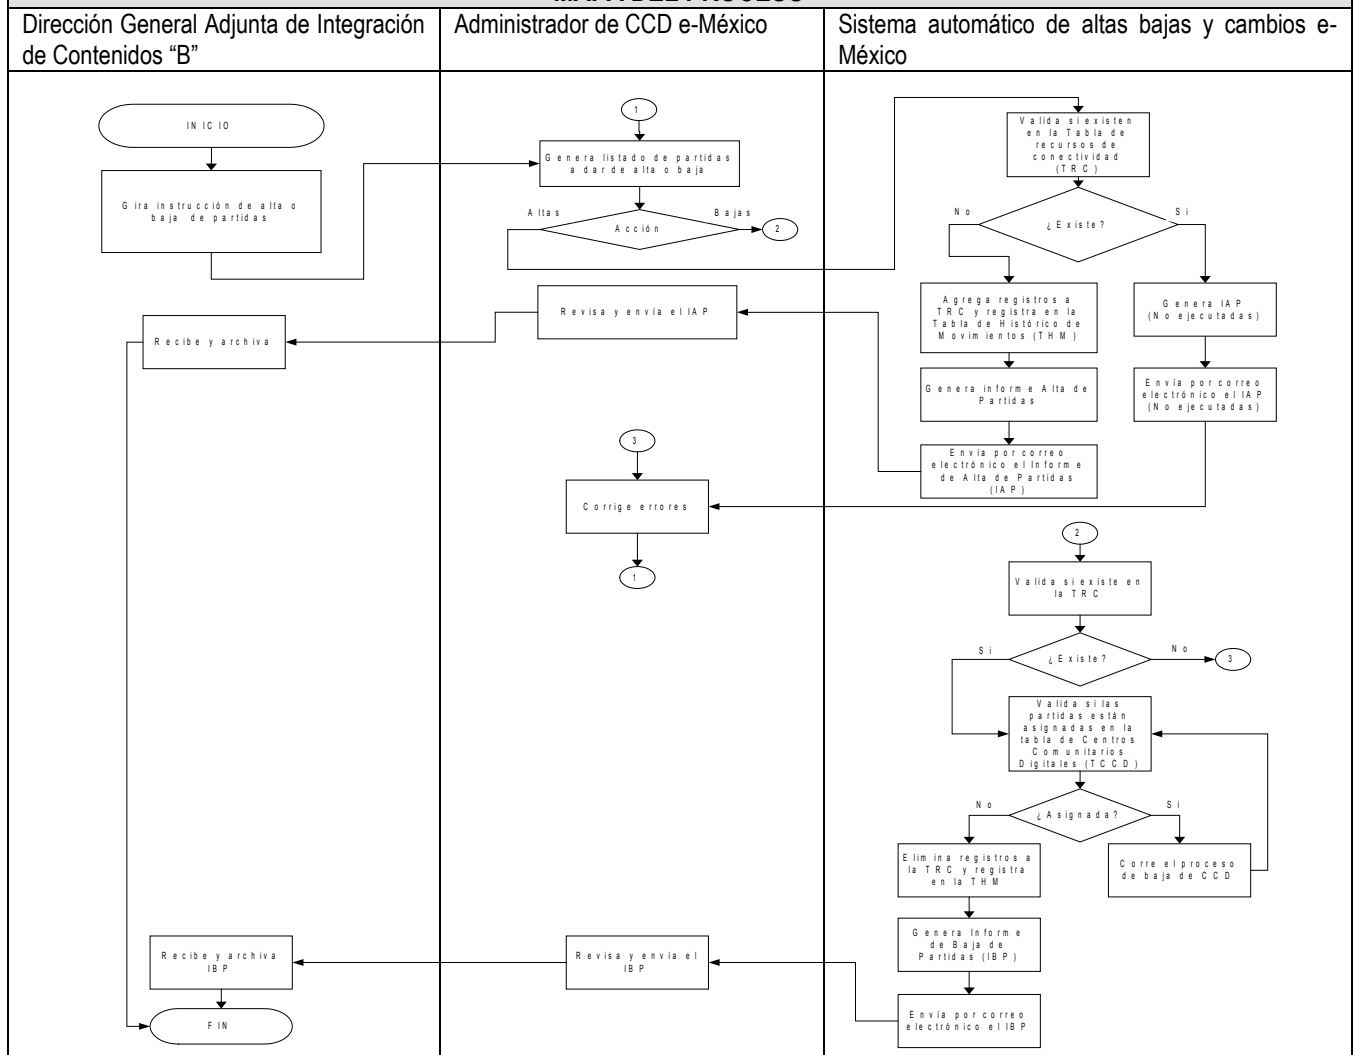 Dirección General Adjunta de Integración
de Contenidos “B”
Administrador de CCD e-México
Sistema automático de altas bajas y cambios e-
México
INICIO
Gira instrucción de alta o
baja de partidas
Recibe y archiva
Recibe y archiva
IBP
FIN
1
Genera listado de partidas
a dar de alta o baja
Altas
Bajas
Acción
2
Revisa y envía el IAP
3
Corrige errores
1
Revisa y envía el
IBP
Valida si existen
en la Tabla de
recursos de
conectividad
(TRC)
No
Si
¿Existe?
Agrega registros a
TRC y registra en la
Tabla de Histórico de
Movimientos (THM)
Genera IAP
(No ejecutadas)
Genera informe Alta de
Partidas
Envía por correo
electrónico el IAP
(No ejecutadas)
Envia por correo
electrónico el Informe
de Alta de Partidas
(IAP)
2
Valida si existe en
la TRC
Si
No
¿Existe?
3
Valida si las
partidas están
asignadas en la
tabla de Centros
Comunitarios
Digitales (TCCD)
No
Si
¿Asignada?
Elimina registros a
la TRC y registra
en la THM
Corre el proceso
de baja de CCD
Genera Informe
de Baja de
Partidas (IBP)
Envía por correo
electrónico el IBP